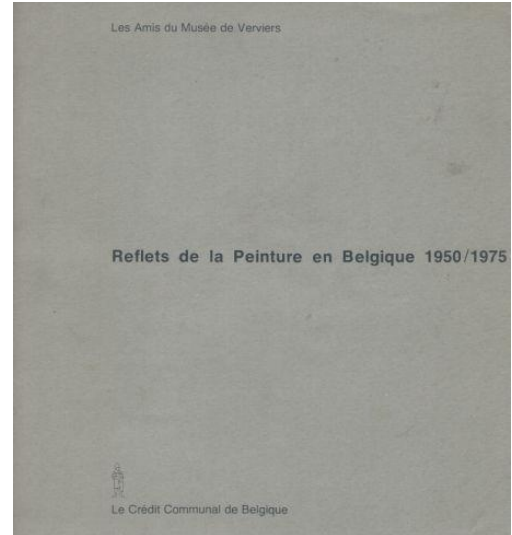 Les Amis du Musée de Verviers
Reflets de la Peinture en Belgique 1950/1975
Le Crédit Communal de Belgique